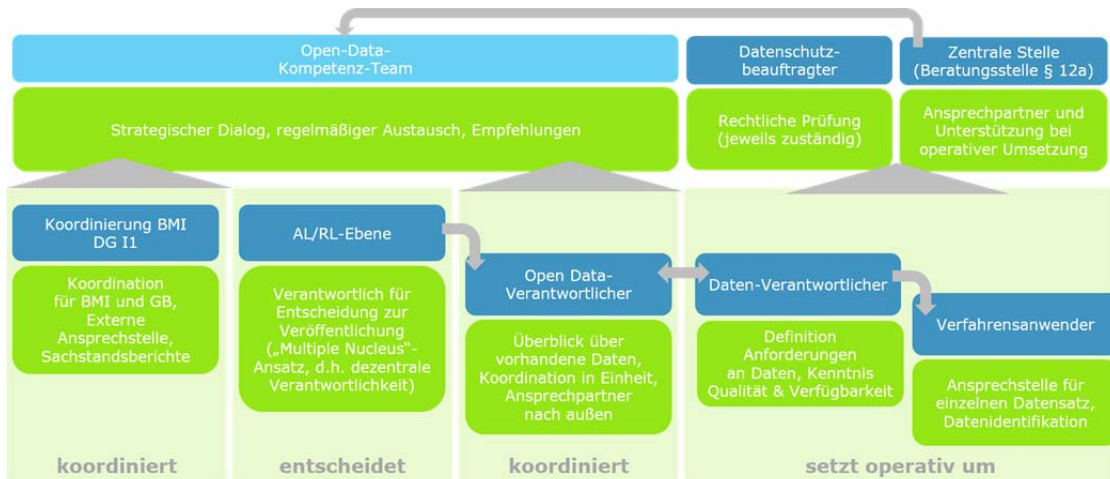 Open-Data-
Kompetenz-Team
Strategischer Dialog, regelmäßiger Austausch, Empfehlungen
Datenschutz-
beauftragter
Rechtliche Prüfung
(jeweils zuständig)
Zentrale Stelle
(Beratungsstelle § 12a)
Ansprechpartner und
Unterstützung bei
operativer Umsetzung
Koordinierung BMI
DG I1
Koordination
für BMI und GB,
Externe
Ansprechstelle,
Sachstandsberichte
koordiniert
AL/RL-Ebene
Verantwortlich für
Entscheidung zur
Veröffentlichung
(„Multiple Nucleus“-
Ansatz, d.h. dezentrale
Verantwortlichkeit)
entscheidet
Open Data-
Verantwortlicher
Überblick über
vorhandene Daten,
Koordination in Einheit,
Ansprechpartner
nach außen
koordiniert
Daten-Verantwortlicher
Definition
Anforderungen
an Daten, Kenntnis
Qualität & Verfügbarkeit
Verfahrensanwender
Ansprechstelle für
einzelnen Datensatz,
Datenidentifikation
setzt operativ um